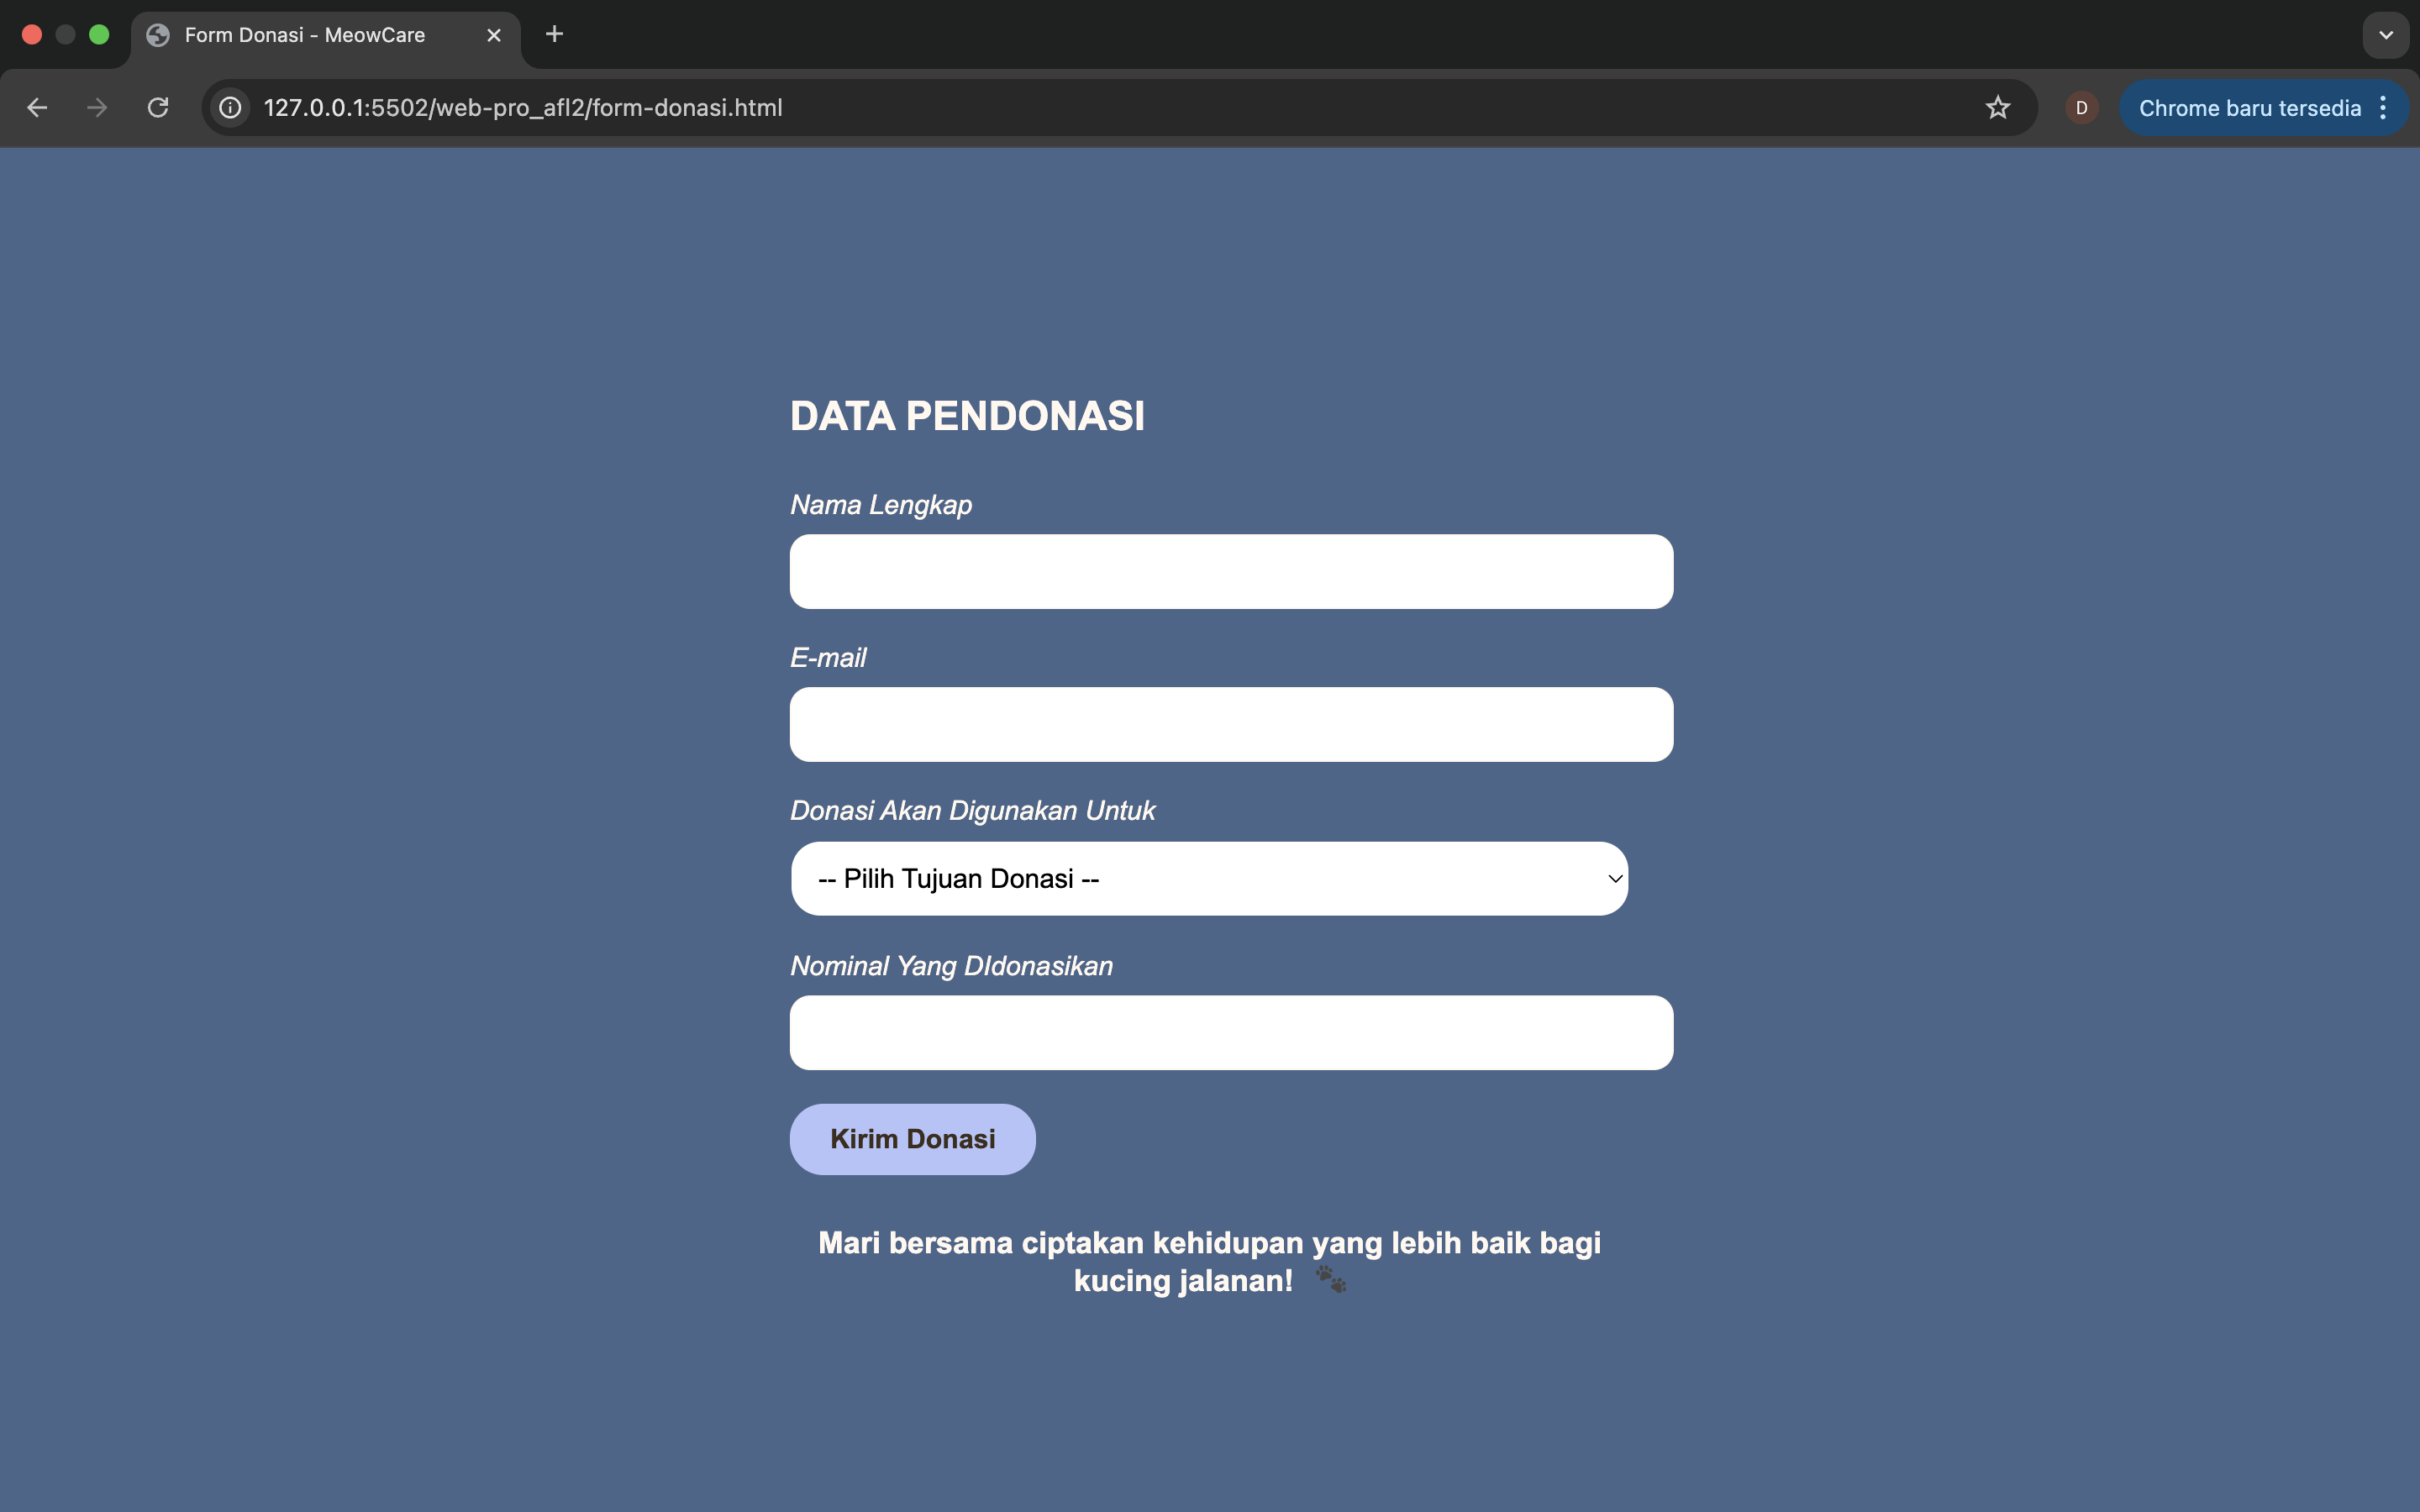 Form Donasi - MeowCare
127.0.0.1:5502/web-pro_afl2/form-donasi.html
D
Chrome baru tersedia
DATA PENDONASI
Nama Lengkap
E-mail
Donasi Akan Digunakan Untuk
-- Pilih Tujuan Donasi --
Nominal Yang DIdonasikan
Kirim Donasi
Mari bersama ciptakan kehidupan yang lebih baik bagi
kucing jalanan! 🐾